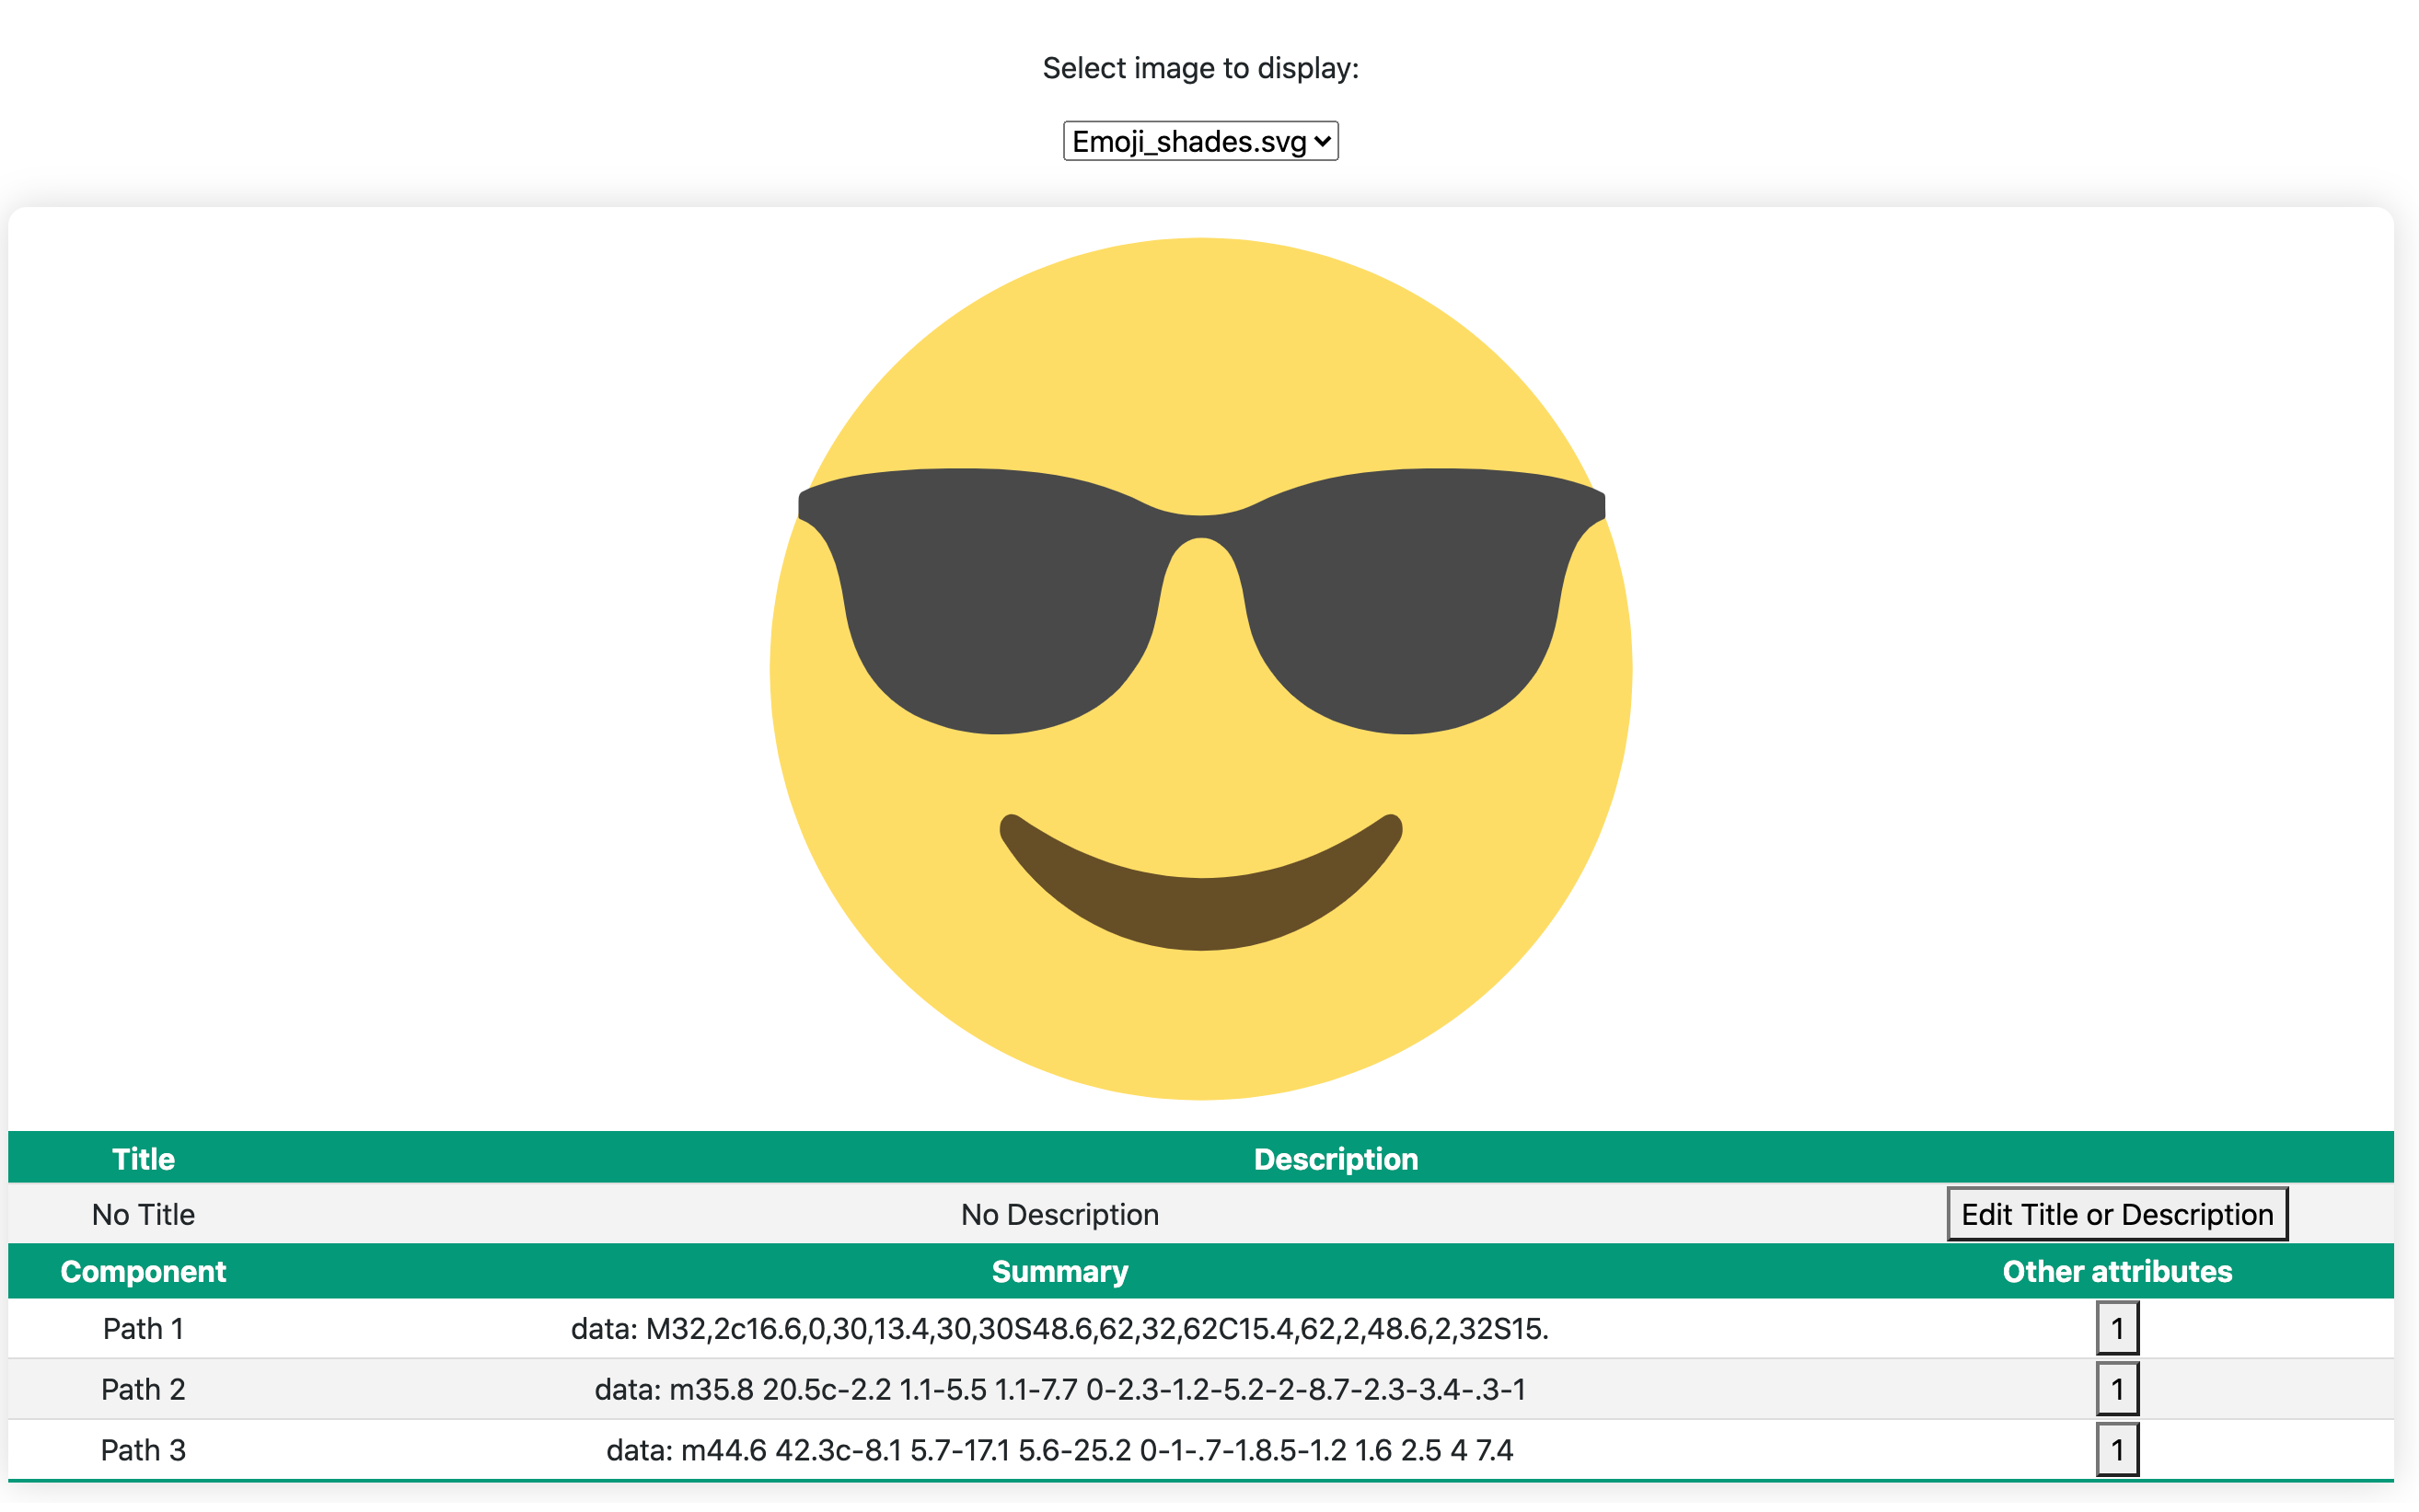 Select image to display:
Emoji_shades.svg
Title Description
No Title No Description Edit Title or Description
Component Summary Other attributes
Path 1 data: M32,2c16.6,0,30,13.4,30,30S48.6,62,32,62C15.4,62,2,48.6,2,32S15. 1
Path 2 data: m35.8 20.5c-2.2 1.1-5.5 1.1-7.7 0-2.3-1.2-5.2-2-8.7-2.3-3.4-.3-1 1
Path 3 data: m44.6 42.3c-8.1 5.7-17.1 5.6-25.2 0-1-.7-1.8.5-1.2 1.6 2.5 4 7.4 1